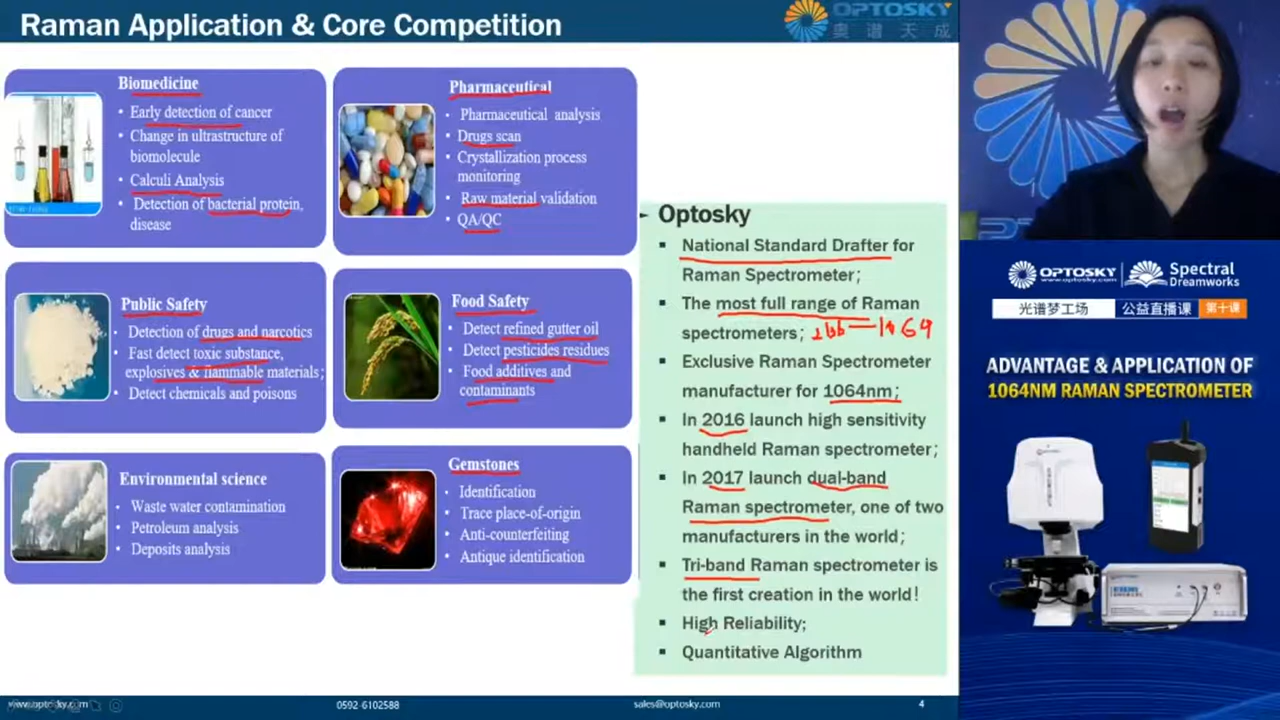 Raman Application & Core Competition
OPTOSKY
奥谱天成
Biomedicine
• Early detection of cancer
• Change in ultrastructure of
biomolecule
• Calculi Analysis
• Detection of bacterial protein,
disease
Pharmaceutical
• Pharmaceutical analysis
• Drugs scan
• Crystallization process
monitoring
• Raw material validation
• QA/QC
Public Safety
• Detection of drugs and narcotics
• Fast detect toxic substance,
explosives & flammable materials;
• Detect chemicals and poisons
Food Safety
• Detect refined gutter oil
• Detect pesticides residues
• Food additives and
contaminants
Environmental science
• Waste water contamination
• Petroleum analysis
• Deposits analysis
Gemstones
• Identification
• Trace place-of-origin
• Anti-counterfeiting
• Antique identification
Optosky
▪ National Standard Drafter for
Raman Spectrometer;
▪ The most full range of Raman
spectrometers;
▪ Exclusive Raman Spectrometer
manufacturer for 1064nm;
▪ In 2016 launch high sensitivity
handheld Raman spectrometer;
▪ In 2017 launch dual-band
Raman spectrometer, one of two
manufacturers in the world;
▪ Tri-band Raman spectrometer is
the first creation in the world!
▪ High Reliability;
▪ Quantitative Algorithm
www.optosky.com
0592-6102588
sales@optosky.com
4
OPTOSKY
www.optosky.com
Spectral
Dreamworks
光谱梦工场
公益直播课
第十课
ADVANTAGE & APPLICATION OF
1064NM RAMAN SPECTROMETER